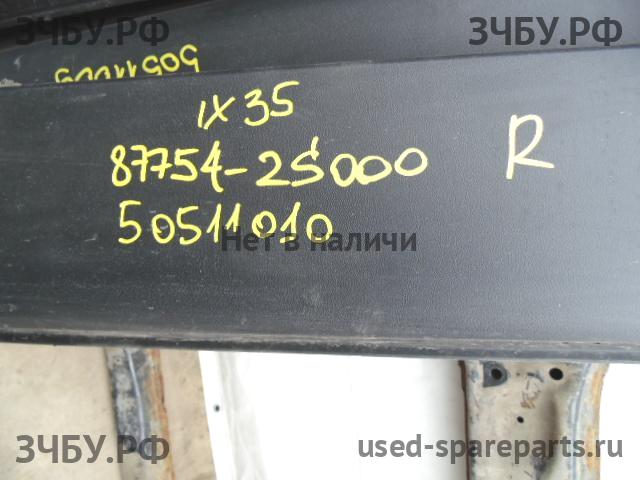 ЗЧБУ.РФ ЗЧБУ.РФ
IX35
87754-2S000 R
50511010
Нет в наличи
ЗЧБУ.РФ used-spareparts.ru